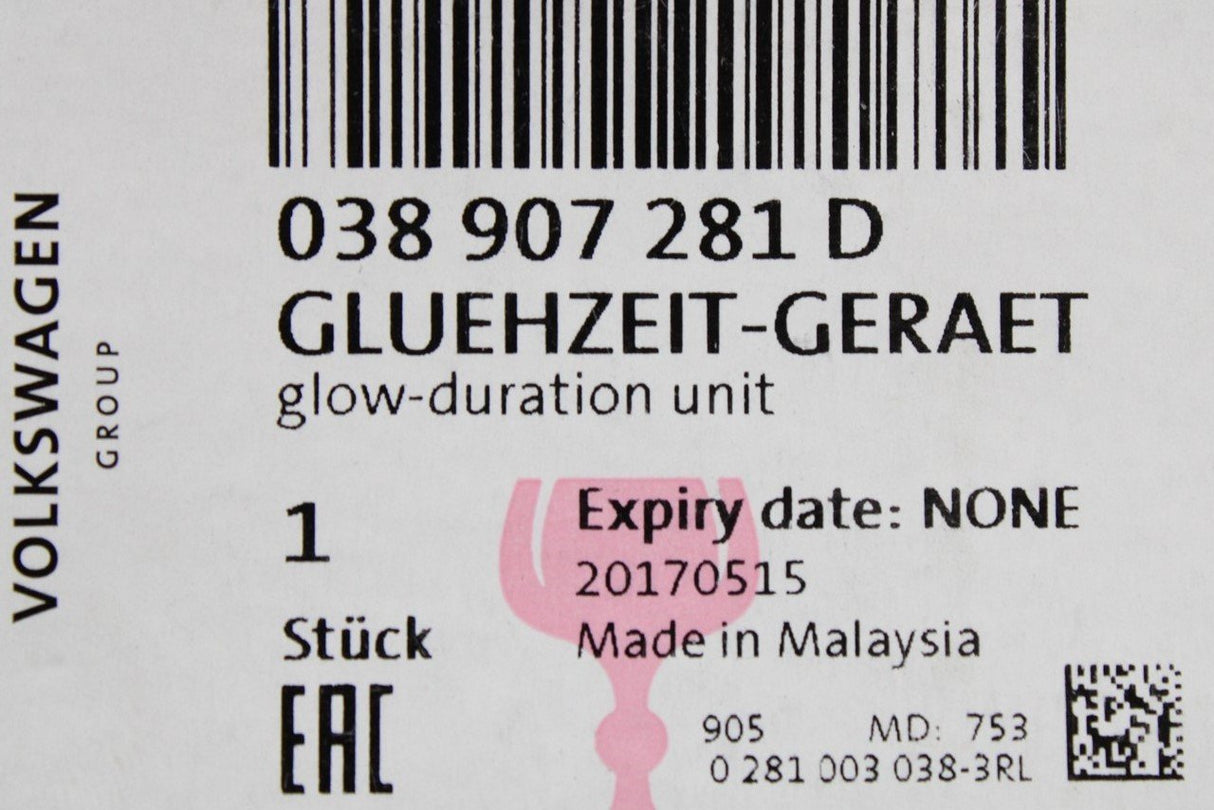 VOLKSWAGEN
GROUP
038 907 281 D
GLUEHZEIT-GERAET
glow-duration unit
1
Stück
Expiry date: NONE
20170515
Made in Malaysia
EAC
905 MD: 753
0 281 003 038-3RL